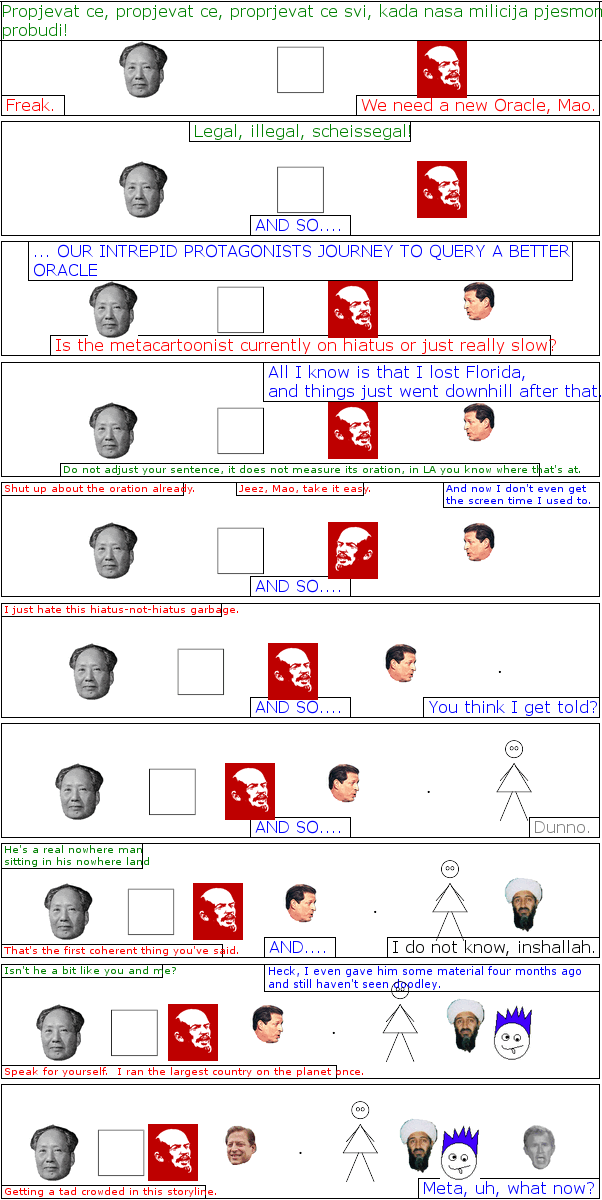 Propjevat ce, propjevat ce, proprjevat ce svi, kada nasa milicija pjesmom
probudi!
Freak.
We need a new Oracle, Mao.
Legal, illegal, scheissegal!
AND SO....
... OUR INTREPID PROTAGONISTS JOURNEY TO QUERY A BETTER
ORACLE
Is the metacartoonist currently on hiatus or just really slow?
All I know is that I lost Florida,
and things just went downhill after that.
Do not adjust your sentence, it does not measure its oration, in LA you know where that's at.
Shut up about the oration already.
Jeez, Mao, take it easy.
And now I don't even get
the screen time I used to.
AND SO....
I just hate this hiatus-not-hiatus garbage.
AND SO....
You think I get told?
AND SO....
Dunno.
He's a real nowhere man
sitting in his nowhere land
That's the first coherent thing you've said.
AND....
I do not know, inshallah.
Isn't he a bit like you and me?
Heck, I even gave him some material four months ago
and still haven't seen doodley.
Speak for yourself.  I ran the largest country on the planet once.
Getting a tad crowded in this storyline.
Meta, uh, what now?